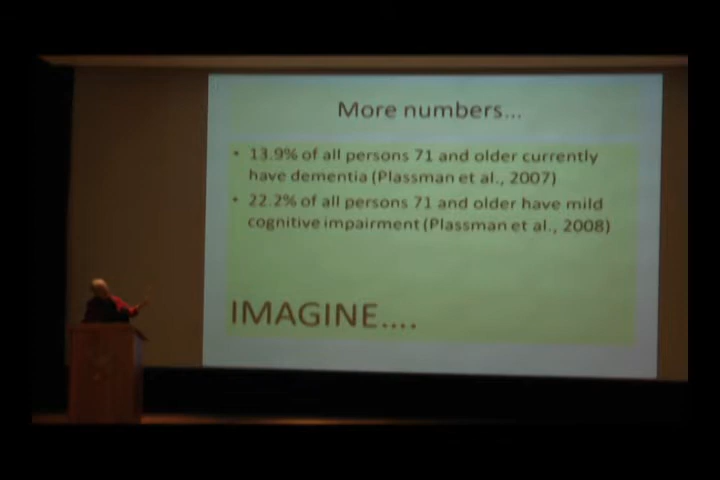 More numbers...
• 13.9% of all persons 71 and older currently
have dementia (Plassman et al., 2007)
• 22.2% of all persons 71 and older have mild
cognitive impairment (Plassman et al., 2008)
IMAGINE....